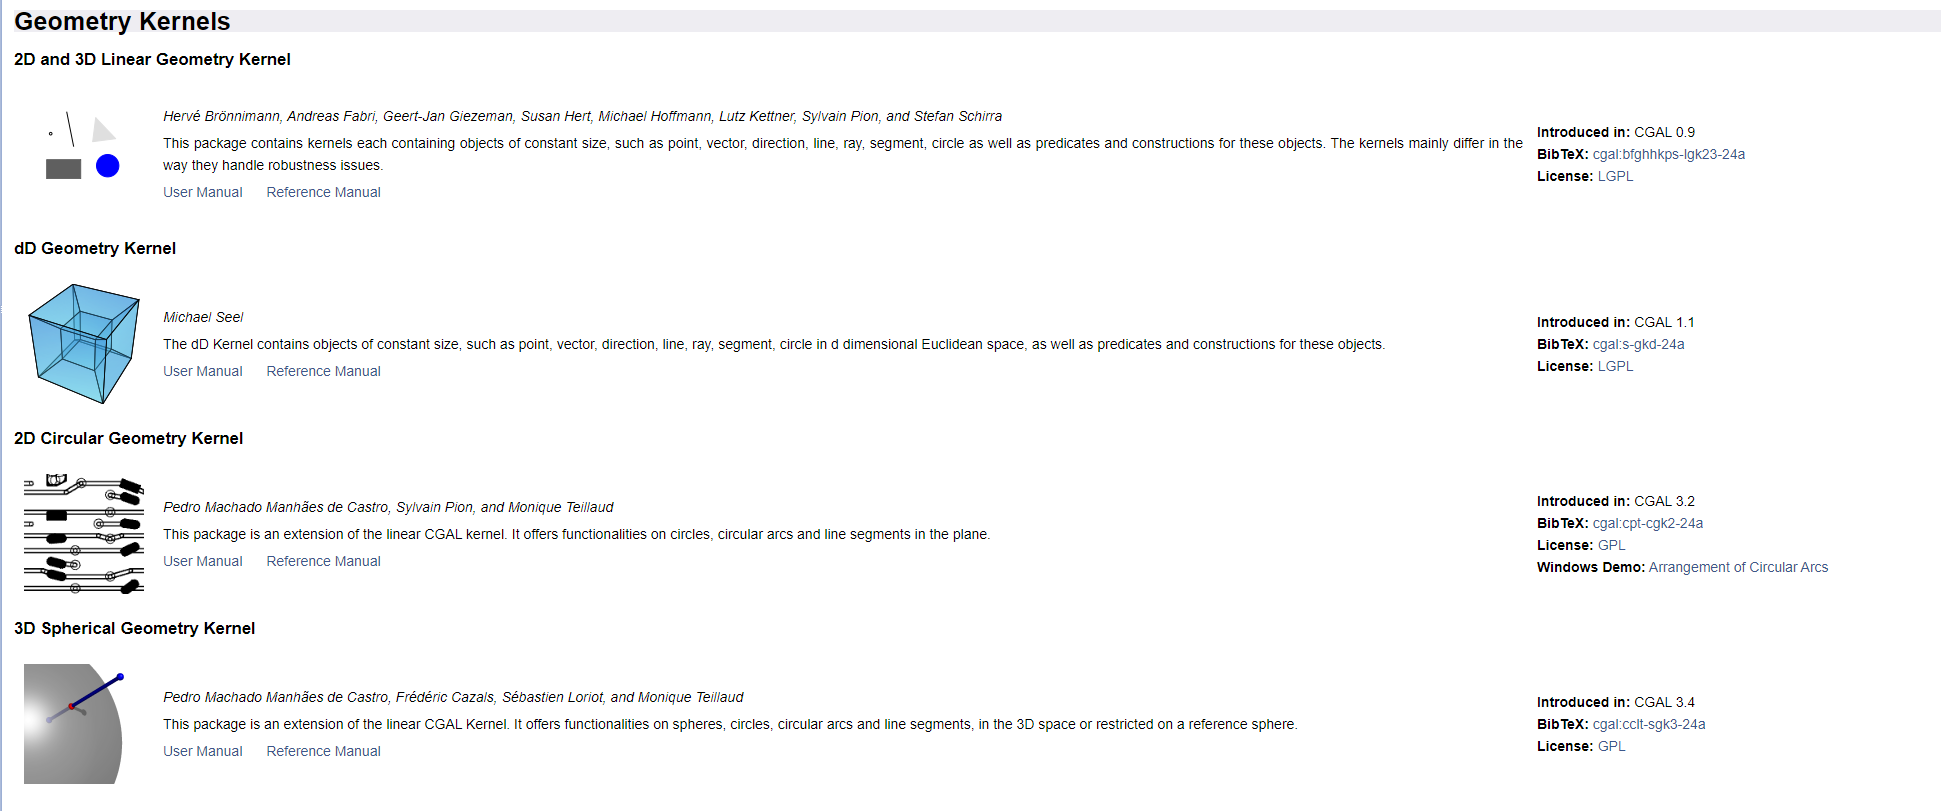 Geometry Kernels
2D and 3D Linear Geometry Kernel
Hervé Brönnimann, Andreas Fabri, Geert-Jan Giezeman, Susan Hert, Michael Hoffmann, Lutz Kettner, Sylvain Pion, and Stefan Schirra
This package contains kernels each containing objects of constant size, such as point, vector, direction, line, ray, segment, circle as well as predicates and constructions for these objects. The kernels mainly differ in the
way they handle robustness issues.
User Manual Reference Manual
Introduced in: CGAL 0.9
BibTeX: cgal:bfghhkps-lgk23-24a
License: LGPL
dD Geometry Kernel
Michael Seel
The dD Kernel contains objects of constant size, such as point, vector, direction, line, ray, segment, circle in d dimensional Euclidean space, as well as predicates and constructions for these objects.
User Manual Reference Manual
Introduced in: CGAL 1.1
BibTeX: cgal:s-gkd-24a
License: LGPL
2D Circular Geometry Kernel
Pedro Machado Manhães de Castro, Sylvain Pion, and Monique Teillaud
This package is an extension of the linear CGAL kernel. It offers functionalities on circles, circular arcs and line segments in the plane.
User Manual Reference Manual
Introduced in: CGAL 3.2
BibTeX: cgal:cpt-cgk2-24a
License: GPL
Windows Demo: Arrangement of Circular Arcs
3D Spherical Geometry Kernel
Pedro Machado Manhães de Castro, Frédéric Cazals, Sébastien Loriot, and Monique Teillaud
This package is an extension of the linear CGAL Kernel. It offers functionalities on spheres, circles, circular arcs and line segments, in the 3D space or restricted on a reference sphere.
User Manual Reference Manual
Introduced in: CGAL 3.4
BibTeX: cgal:cclt-sgk3-24a
License: GPL